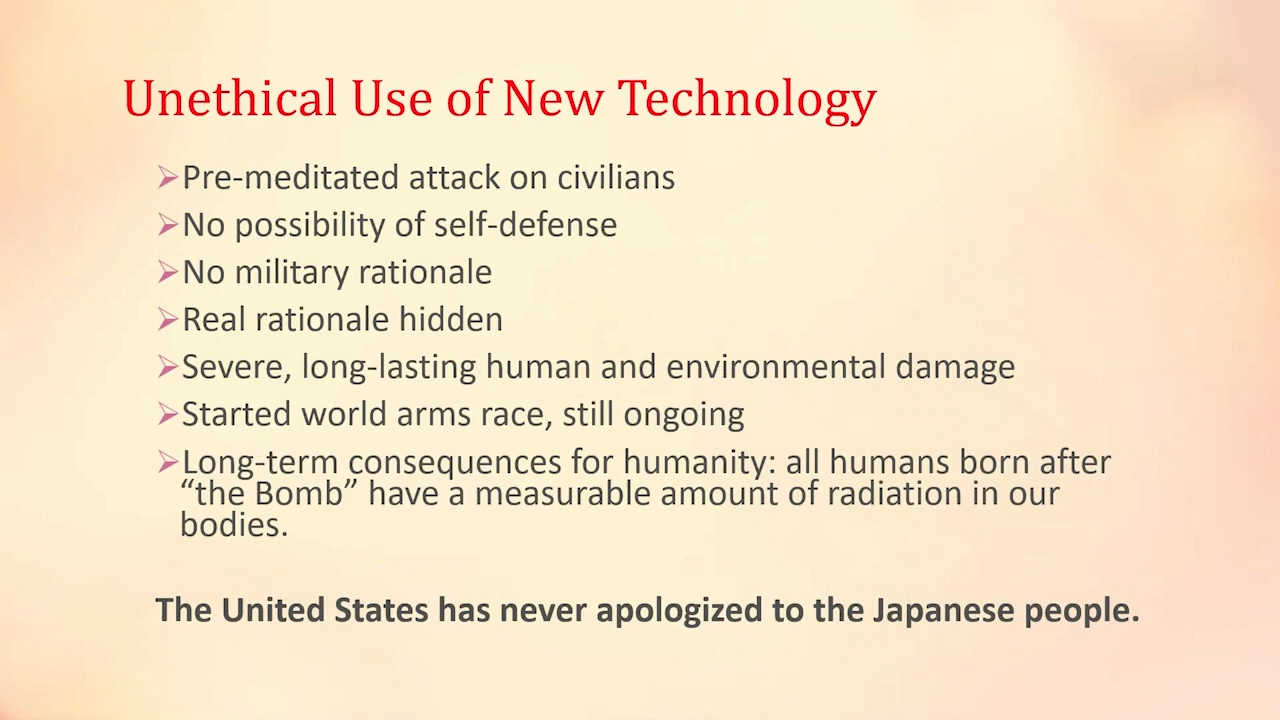 Unethical Use of New Technology
➢Pre-meditated attack on civilians
➢No possibility of self-defense
➢No military rationale
➢Real rationale hidden
➢Severe, long-lasting human and environmental damage
➢Started world arms race, still ongoing
➢Long-term consequences for humanity: all humans born after
“the Bomb” have a measurable amount of radiation in our
bodies.
The United States has never apologized to the Japanese people.